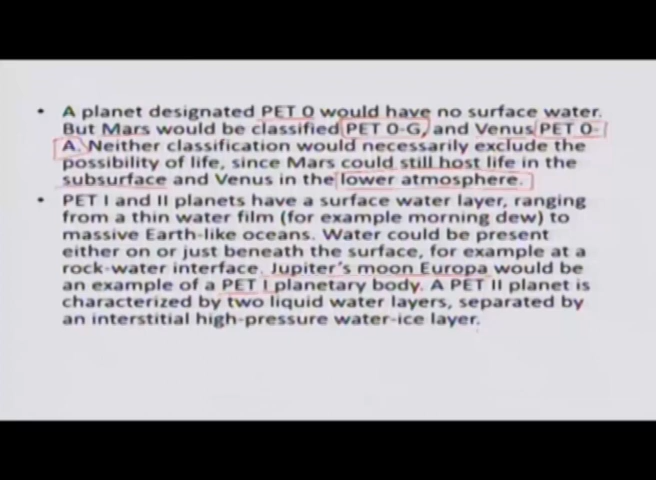 • A planet designated PET 0 would have no surface water.
But Mars would be classified PET 0-G, and Venus PET 0-
A. Neither classification would necessarily exclude the
possibility of life, since Mars could still host life in the
subsurface and Venus in the lower atmosphere.
• PET I and II planets have a surface water layer, ranging
from a thin water film (for example morning dew) to
massive Earth-like oceans. Water could be present
either on or just beneath the surface, for example at a
rock-water interface. Jupiter's moon Europa would be
an example of a PET I planetary body. A PET II planet is
characterized by two liquid water layers, separated by
an interstitial high-pressure water-ice layer.